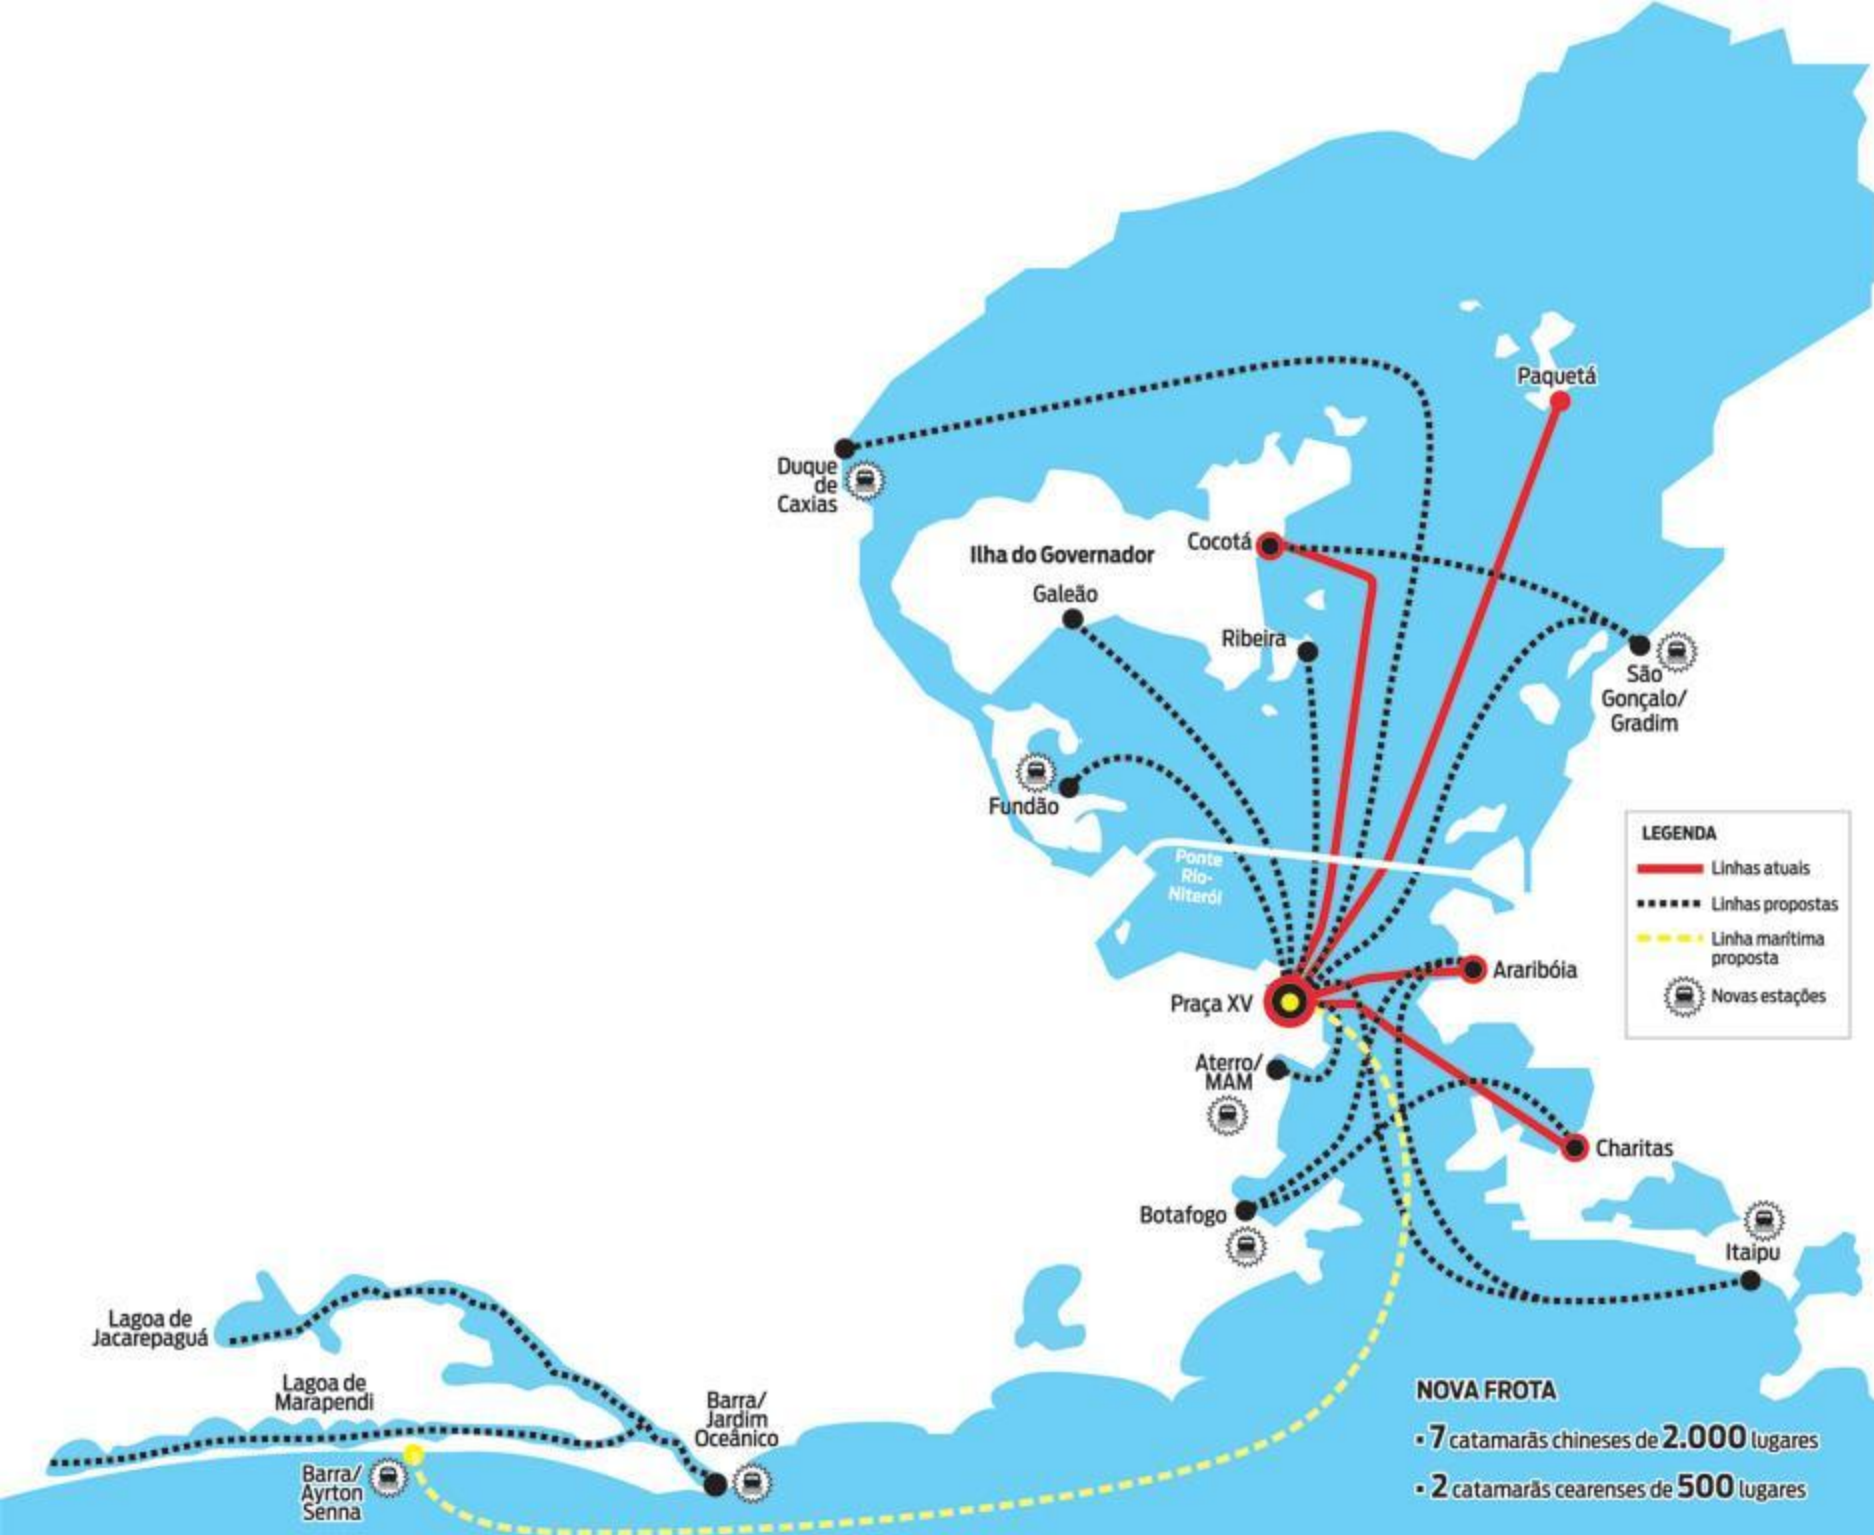 Paquetá
Duque
de
Caxias
Cocotá
Ilha do Governador
Galeão
Ribeira
São
Gonçalo/
Gradim
Fundão
Ponte
Rio-
Niterói
LEGENDA
Linhas atuais
Linhas propostas
Linha marítima
proposta
Novas estações
Araribóia
Praça XV
Aterro/
MAM
Charitas
Botafogo
Itaipu
Lagoa de
Jacarepaguá
Lagoa de
Marapendi
Barra/
Jardim
Oceânico
Barra/
Ayrton
Senna
NOVA FROTA
▪ 7 catamarãs chineses de 2.000 lugares
▪ 2 catamarãs cearenses de 500 lugares